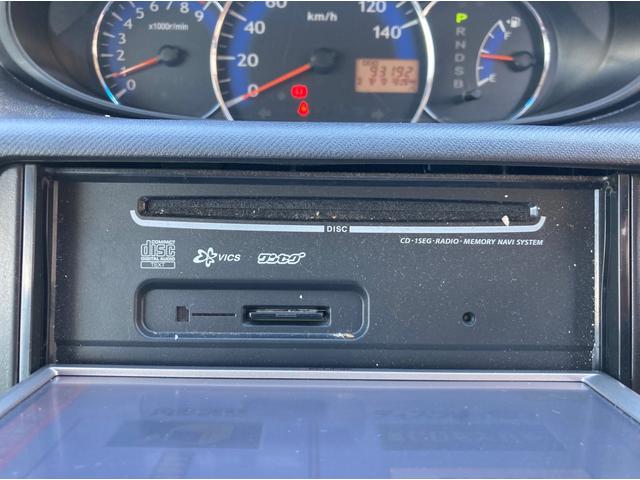 0 1 2 3 4 5 6 7 8 9
x1000r/min
0 20 40 60 120 140
km/h
ODO
93192
P
R
N
D
S
B
F
E
DISC
CD・1SEG・RADIO・MEMORY NAVI SYSTEM
COMPACT
disc
DIGITAL AUDIO
TEXT
VICS
ワンセグ